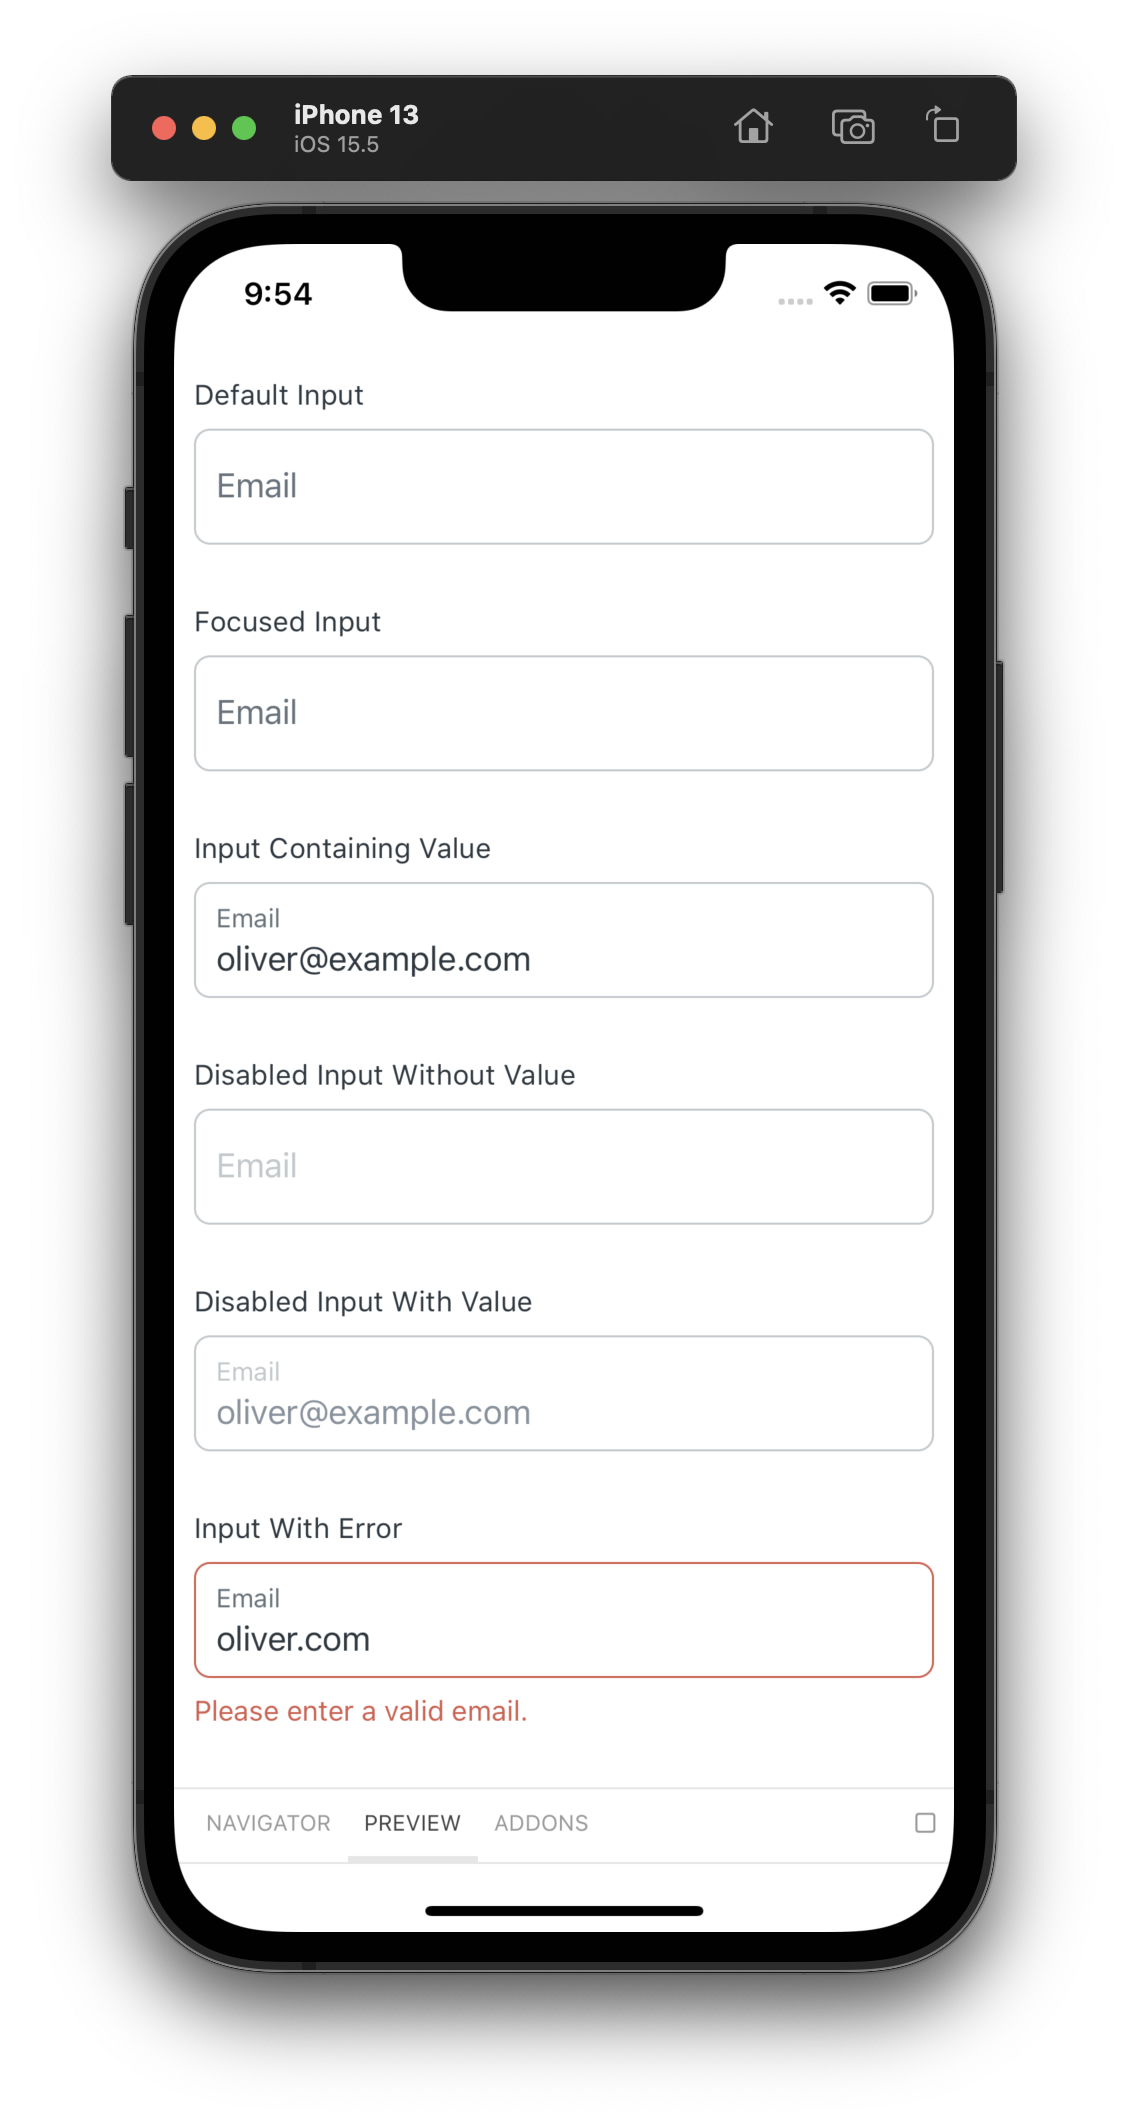 iPhone 13
iOS 15.5
9:54
Default Input
Email
Focused Input
Email
Input Containing Value
Email
oliver@example.com
Disabled Input Without Value
Email
Disabled Input With Value
Email
oliver@example.com
Input With Error
Email
oliver.com
Please enter a valid email.
NAVIGATOR PREVIEW ADDONS